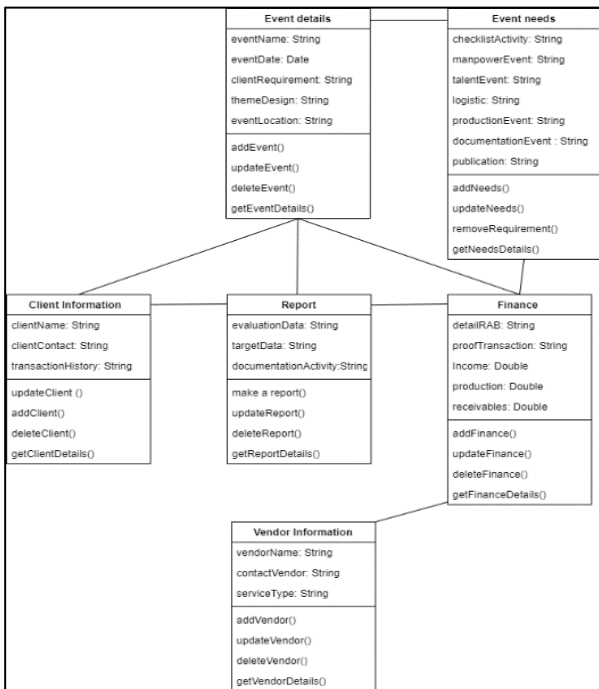 Event details
eventName: String
eventDate: Date
clientRequirement: String
themeDesign: String
eventLocation: String
addEvent()
updateEvent()
deleteEvent()
getEventDetails()
Event needs
checklistActivity: String
manpowerEvent: String
talentEvent: String
logistic: String
productionEvent: String
documentationEvent : String
publication: String
addNeeds()
updateNeeds()
removeRequirement()
getNeedsDetails()
Client Information
clientName: String
clientContact: String
transactionHistory: String
updateClient ()
addClient()
deleteClient()
getClientDetails()
Report
evaluationData: String
targetData: String
documentationActivity:String
make a report()
updateReport()
deleteReport()
getReportDetails()
Finance
detailRAB: String
proofTransaction: String
Income: Double
production: Double
receivables: Double
addFinance()
updateFinance()
deleteFinance()
getFinanceDetails()
Vendor Information
vendorName: String
contactVendor: String
serviceType: String
addVendor()
updateVendor()
deleteVendor()
getVendorDetails()